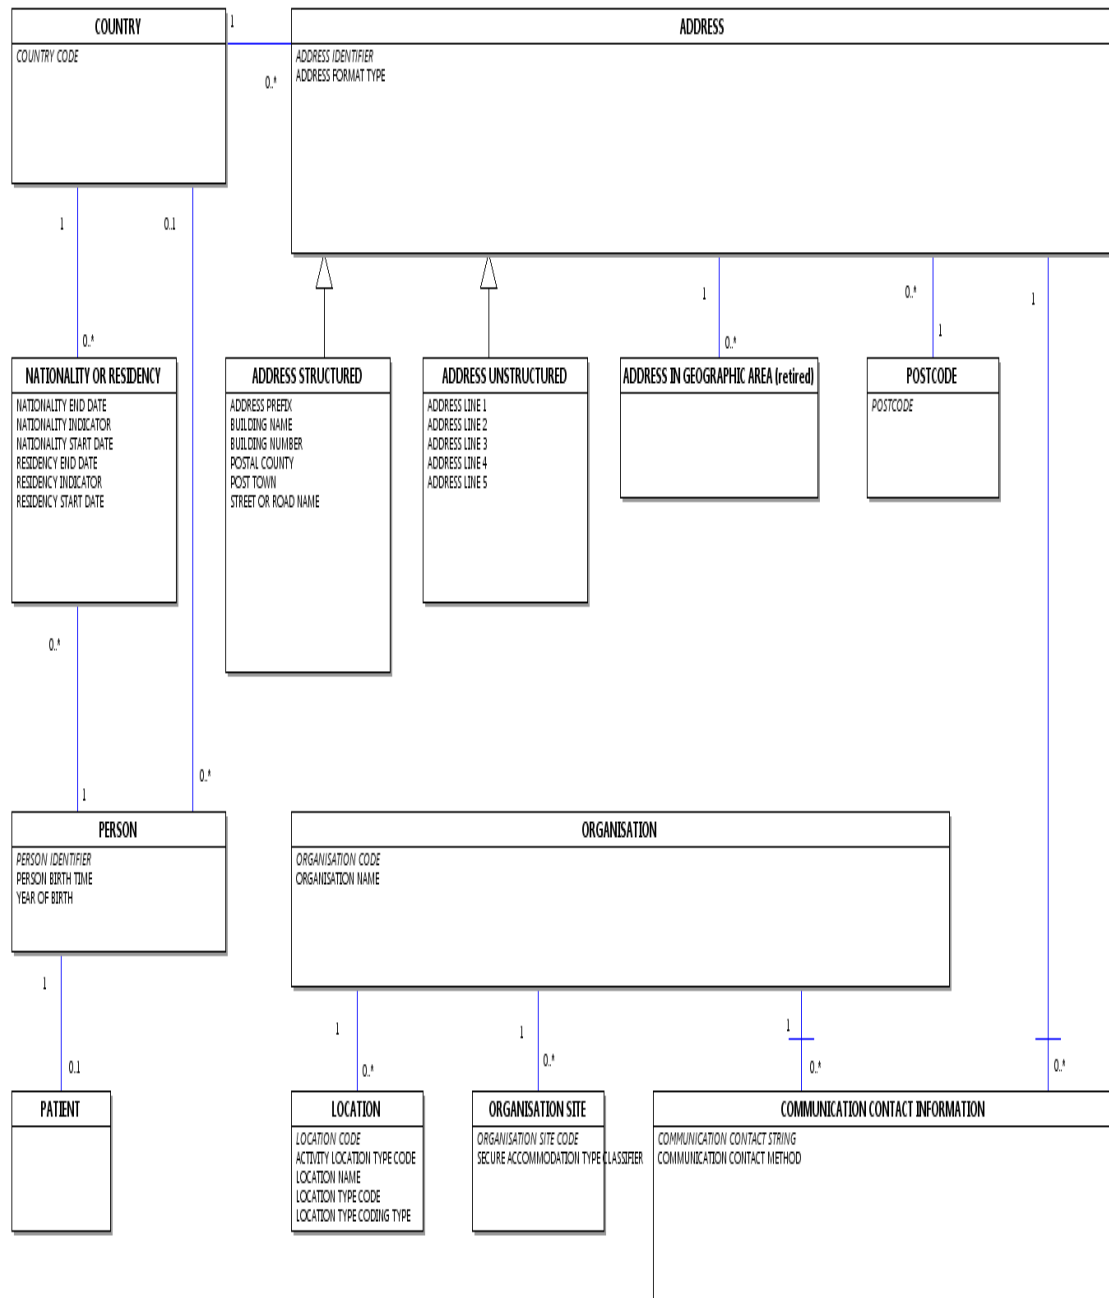 COUNTRY
COUNTRY CODE
1
0..*
ADDRESS
ADDRESS IDENTIFIER
ADDRESS FORMAT TYPE
1
0..1
0..*
1
0..*
0..*
1
1
NATIONALITY OR RESIDENCY
NATIONALITY END DATE
NATIONALITY INDICATOR
NATIONALITY START DATE
RESIDENCY END DATE
RESIDENCY INDICATOR
RESIDENCY START DATE
ADDRESS STRUCTURED
ADDRESS PREFIX
BUILDING NAME
BUILDING NUMBER
POSTAL COUNTY
POST TOWN
STREET OR ROAD NAME
ADDRESS UNSTRUCTURED
ADDRESS LINE 1
ADDRESS LINE 2
ADDRESS LINE 3
ADDRESS LINE 4
ADDRESS LINE 5
ADDRESS IN GEOGRAPHIC AREA (retired)
POSTCODE
POSTCODE
0..*
1
0..*
PERSON
PERSON IDENTIFIER
PERSON BIRTH TIME
YEAR OF BIRTH
ORGANISATION
ORGANISATION CODE
ORGANISATION NAME
1
0..1
1
0..*
1
0..*
1
0..*
0..*
PATIENT
LOCATION
LOCATION CODE
ACTIVITY LOCATION TYPE CODE
LOCATION NAME
LOCATION TYPE CODE
LOCATION TYPE CODING TYPE
ORGANISATION SITE
ORGANISATION SITE CODE
SECURE ACCOMMODATION TYPE CLASSIFIER
COMMUNICATION CONTACT INFORMATION
COMMUNICATION CONTACT STRING
COMMUNICATION CONTACT METHOD